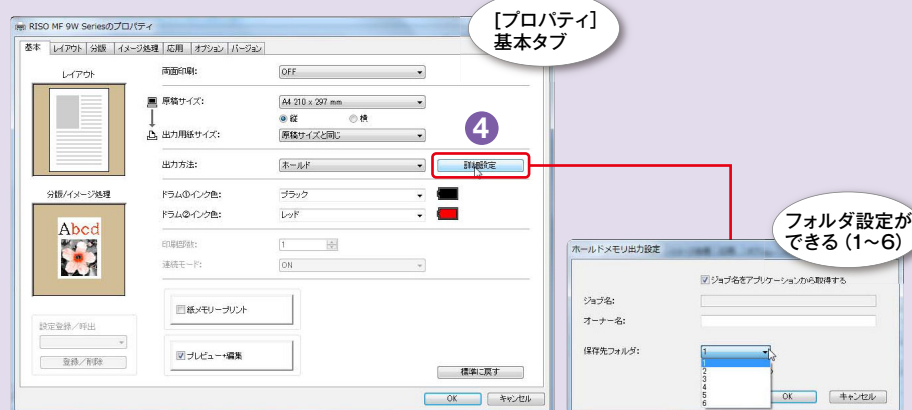 [プロパティ]
基本タブ
RISO MF 9W Seriesのプロパティ
基本 レイアウト 分版 イメージ処理 応用 オプション バージョン
レイアウト
両面印刷: OFF
原稿サイズ: A4 210 x 297 mm
縦 横
出力用紙サイズ: 原稿サイズと同じ
4
出力方法: ホールド 詳細設定
分版/イメージ処理
Abcd
ドラム①インク色: ブラック
ドラム②インク色: レッド
印刷部数: 1
連続モード: ON
紙メモリープリント
設定登録/呼出
登録/削除
プレビュー+編集
標準に戻す
OK キャンセル
フォルダ設定が
できる(1~6)
ホールドメモリ出力設定
ジョブ名をアプリケーションから取得する
ジョブ名:
オーナー名:
保存先フォルダ: 1
1
2
3
4
5
6
OK キャンセル